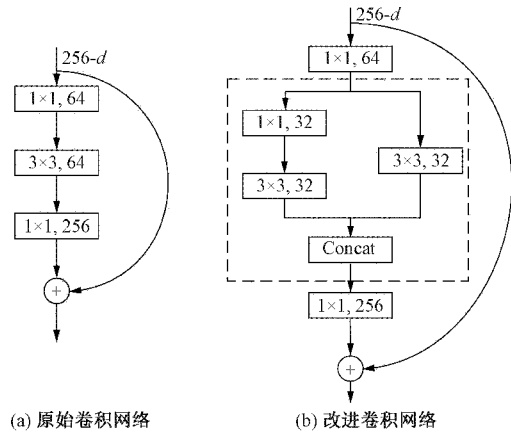 256-d
1×1, 64
3×3, 64
1×1, 256
+
(a) 原始卷积网络
256-d
1×1, 64
1×1, 32
3×3, 32
3×3, 32
Concat
1×1, 256
+
(b) 改进卷积网络